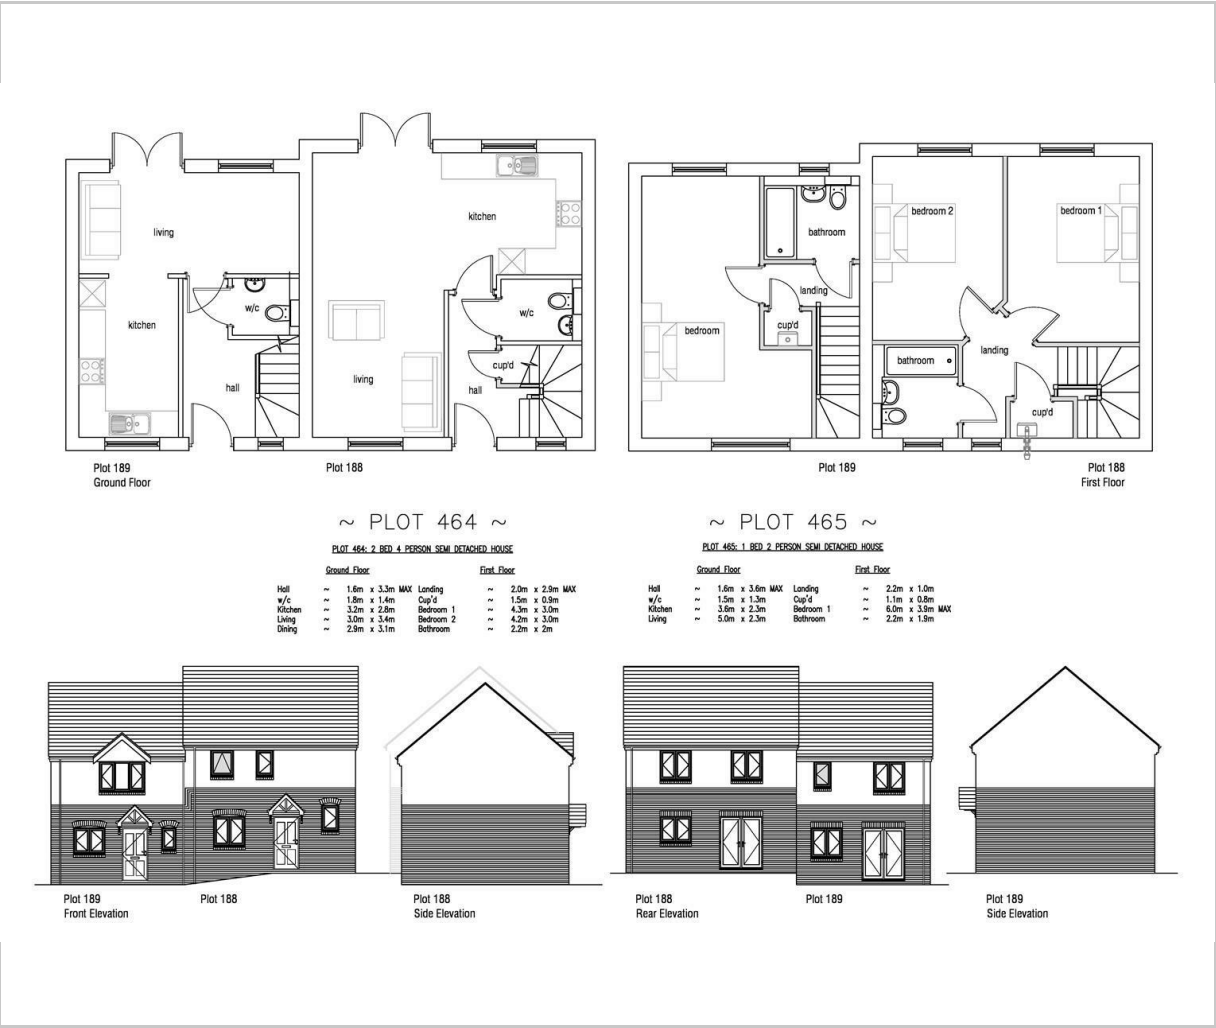 living
kitchen
w/c
hall
kitchen
w/c
cup'd
living
hall
Plot 189
Ground Floor
Plot 188
bathroom
landing
cup'd
bedroom
bedroom 2
bedroom 1
bathroom
landing
cup'd
Plot 189
Plot 188
First Floor
~ PLOT 464 ~
PLOT 464: 2 BED 4 PERSON SEMI DETACHED HOUSE
Ground Floor First Floor
Hall ~ 1.6m x 3.3m MAX Landing ~ 2.0m x 2.9m MAX
w/c ~ 1.8m x 1.4m Cup'd ~ 1.5m x 0.9m
Kitchen ~ 3.2m x 2.8m Bedroom 1 ~ 4.3m x 3.0m
Living ~ 3.0m x 3.4m Bedroom 2 ~ 4.2m x 3.0m
Dining ~ 2.9m x 3.1m Bathroom ~ 2.2m x 2m
~ PLOT 465 ~
PLOT 465: 1 BED 2 PERSON SEMI DETACHED HOUSE
Ground Floor First Floor
Hall ~ 1.6m x 3.6m MAX Landing ~ 2.2m x 1.0m
w/c ~ 1.5m x 1.3m Cup'd ~ 1.1m x 0.8m
Kitchen ~ 3.6m x 2.3m Bedroom 1 ~ 6.0m x 3.9m MAX
Living ~ 5.0m x 2.3m Bathroom ~ 2.2m x 1.9m
Plot 189
Front Elevation
Plot 188
Plot 188
Side Elevation
Plot 188
Rear Elevation
Plot 189
Plot 189
Side Elevation